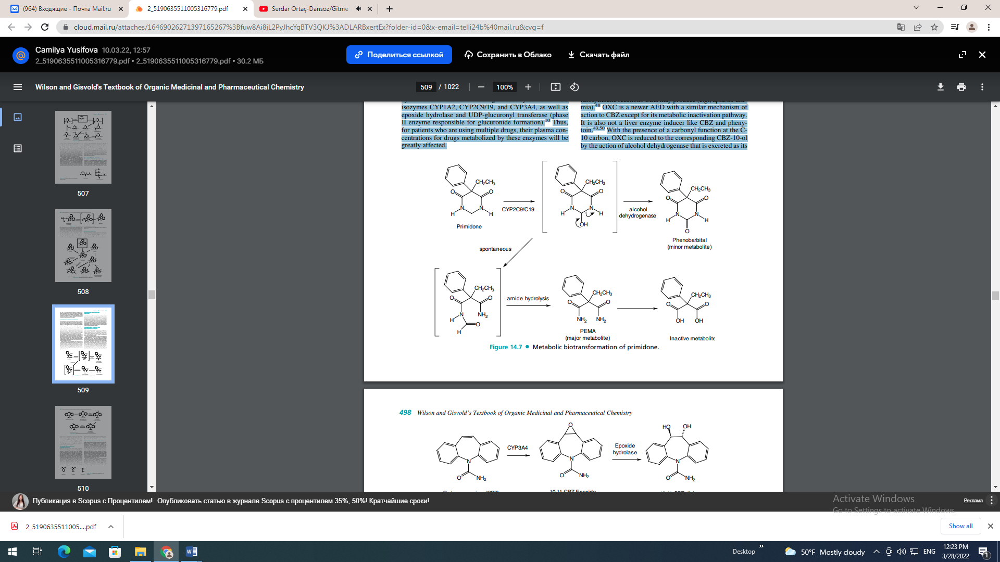 (964) Входящие - Почта Mail.ru
2_5190635511005316779.pdf
Serdar Ortaç-Dansöz/Gitme
cloud.mail.ru/attaches/16469026271397165267%3Bfuw8Ai8jL2PyJhcYqBTV3QKJ%3ADLARBxertEx?folder-id=0&x-email=telli24b%40mail.ru&cvg=f
Camilya Yusifova 10.03.22, 12:57
2_5190635511005316779.pdf • 2_5190635511005316779.pdf • 30.2 МБ
Поделиться ссылкой
Сохранить в Облако
Скачать файл
Wilson and Gisvold's Textbook of Organic Medicinal and Pharmaceutical Chemistry
509 / 1022
100%
507
508
509
510
isozymes CYP1A2, CYP2C9/19, and CYP3A4, as well as
epoxide hydrolase and UDP-glucuronyl transferase (phase
II enzyme responsible for glucuronide formation).10 Thus,
for patients who are using multiple drugs, their plasma con-
centrations for drugs metabolized by these enzymes will be
greatly affected.
mia).48 OXC is a newer AED with a similar mechanism of
action to CBZ except for its metabolic inactivation pathway.
It is also not a liver enzyme inducer like CBZ and pheny-
toin.43,50 With the presence of a carbonyl function at the C-
10 carbon, OXC is reduced to the corresponding CBZ-10-ol
by the action of alcohol dehydrogenase that is excreted as its
CH2CH3
O
O
N
N
H
H
Primidone
CYP2C9/C19
CH2CH3
O
O
N
N
H
H
OH
alcohol
dehydrogenase
CH2CH3
O
O
N
N
H
H
O
Phenobarbital
(minor metabolite)
spontaneous
CH2CH3
O
O
N
NH2
H
O
H
amide hydrolysis
CH2CH3
O
O
NH2
NH2
PEMA
(major metabolite)
CH2CH3
O
O
OH
OH
Inactive metabolite
Figure 14.7 • Metabolic biotransformation of primidone.
498 Wilson and Gisvold's Textbook of Organic Medicinal and Pharmaceutical Chemistry
N
O
NH2
CYP3A4
O
N
O
NH2
10,11-CBZ Epoxide
Epoxide
hydrolase
HO
OH
N
O
NH2
Публикация в Scopus с Процентилем! Опубликовать статью в журнале Scopus с процентилем 35%, 50%! Кратчайшие сроки!
Реклама
Activate Windows
Go to Settings to activate Windows.
2_5190635511005....pdf
Show all
Desktop
50°F Mostly cloudy
ENG
12:23 PM
3/28/2022
1